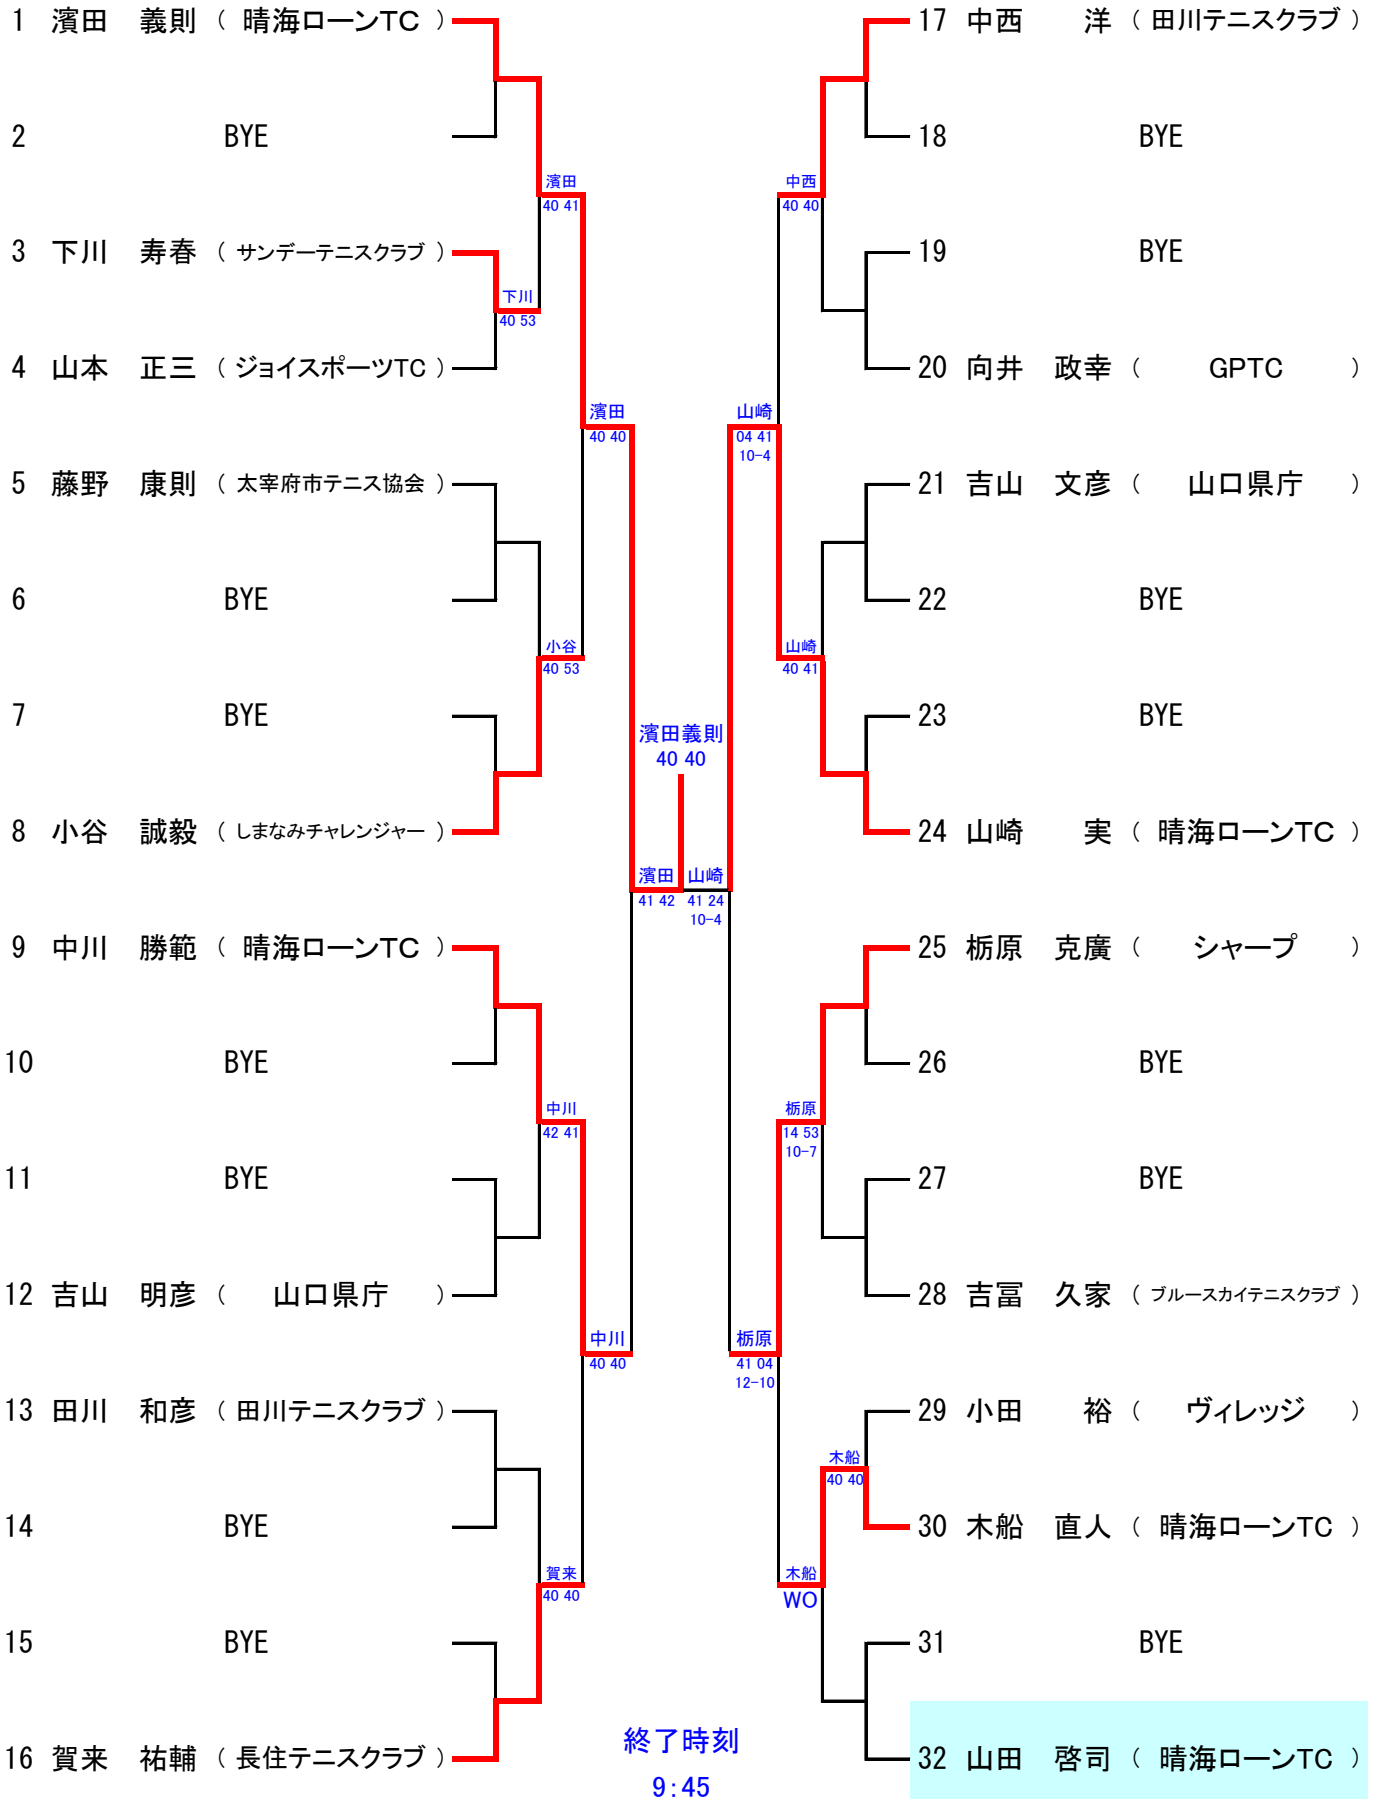 1 濱田 義則 ( 晴海ローンTC )
2 BYE
3 下川 寿春 ( サンデーテニスクラブ )
4 山本 正三 ( ジョイスポーツTC )
5 藤野 康則 ( 太宰府市テニス協会 )
6 BYE
7 BYE
8 小谷 誠毅 ( しまなみチャレンジャー )
9 中川 勝範 ( 晴海ローンTC )
10 BYE
11 BYE
12 吉山 明彦 ( 山口県庁 )
13 田川 和彦 ( 田川テニスクラブ )
14 BYE
15 BYE
16 賀来 祐輔 ( 長住テニスクラブ )
下川
40 53
濱田
40 41
小谷
40 53
中川
42 41
賀来
40 40
濱田
40 40
中川
40 40
濱田
41 42
濱田義則
40 40
山崎
41 24
10-4
山崎
04 41
10-4
栃原
41 04
12-10
中西
40 40
山崎
40 41
栃原
14 53
10-7
木船
WO
木船
40 40
17 中西 洋 ( 田川テニスクラブ )
18 BYE
19 BYE
20 向井 政幸 ( GPTC )
21 吉山 文彦 ( 山口県庁 )
22 BYE
23 BYE
24 山崎 実 ( 晴海ローンTC )
25 栃原 克廣 ( シャープ )
26 BYE
27 BYE
28 吉冨 久家 ( ブルースカイテニスクラブ )
29 小田 裕 ( ヴィレッジ )
30 木船 直人 ( 晴海ローンTC )
31 BYE
32 山田 啓司 ( 晴海ローンTC )
終了時刻
9:45